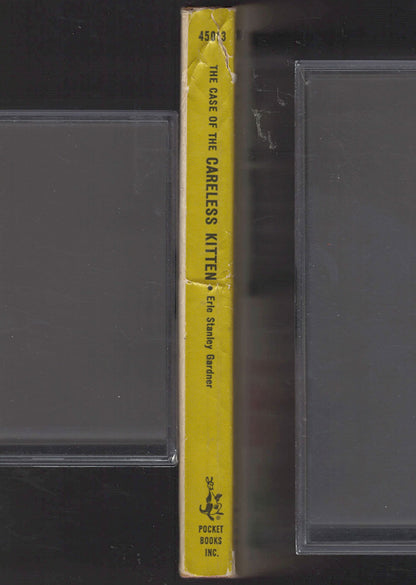 45013
THE CASE OF THE CARELESS KITTEN • Erle Stanley Gardner
POCKET
BOOKS
INC.